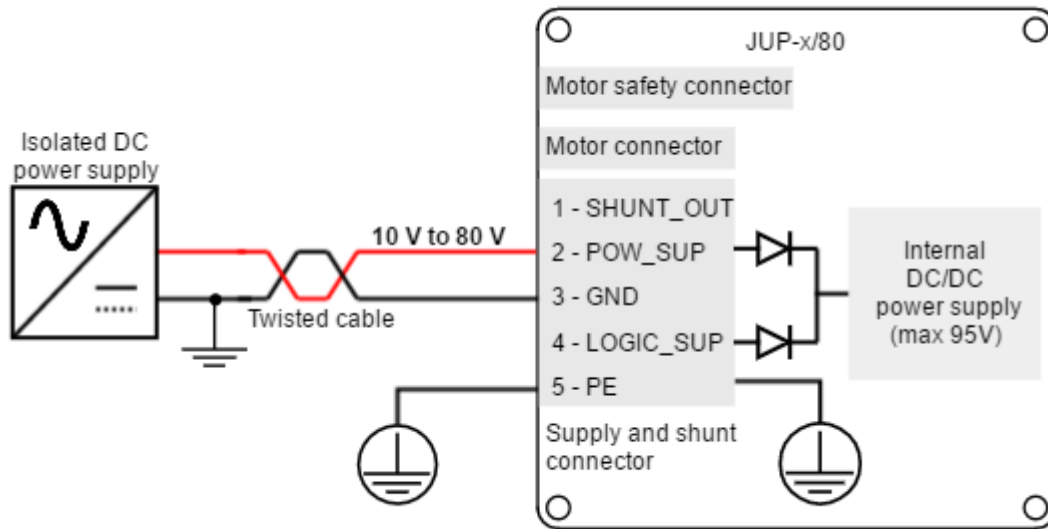 JUP-x/80
Motor safety connector
Motor connector
Isolated DC
power supply
10 V to 80 V
Twisted cable
1 - SHUNT_OUT
2 - POW_SUP
3 - GND
4 - LOGIC_SUP
5 - PE
Supply and shunt
connector
Internal
DC/DC
power supply
(max 95V)